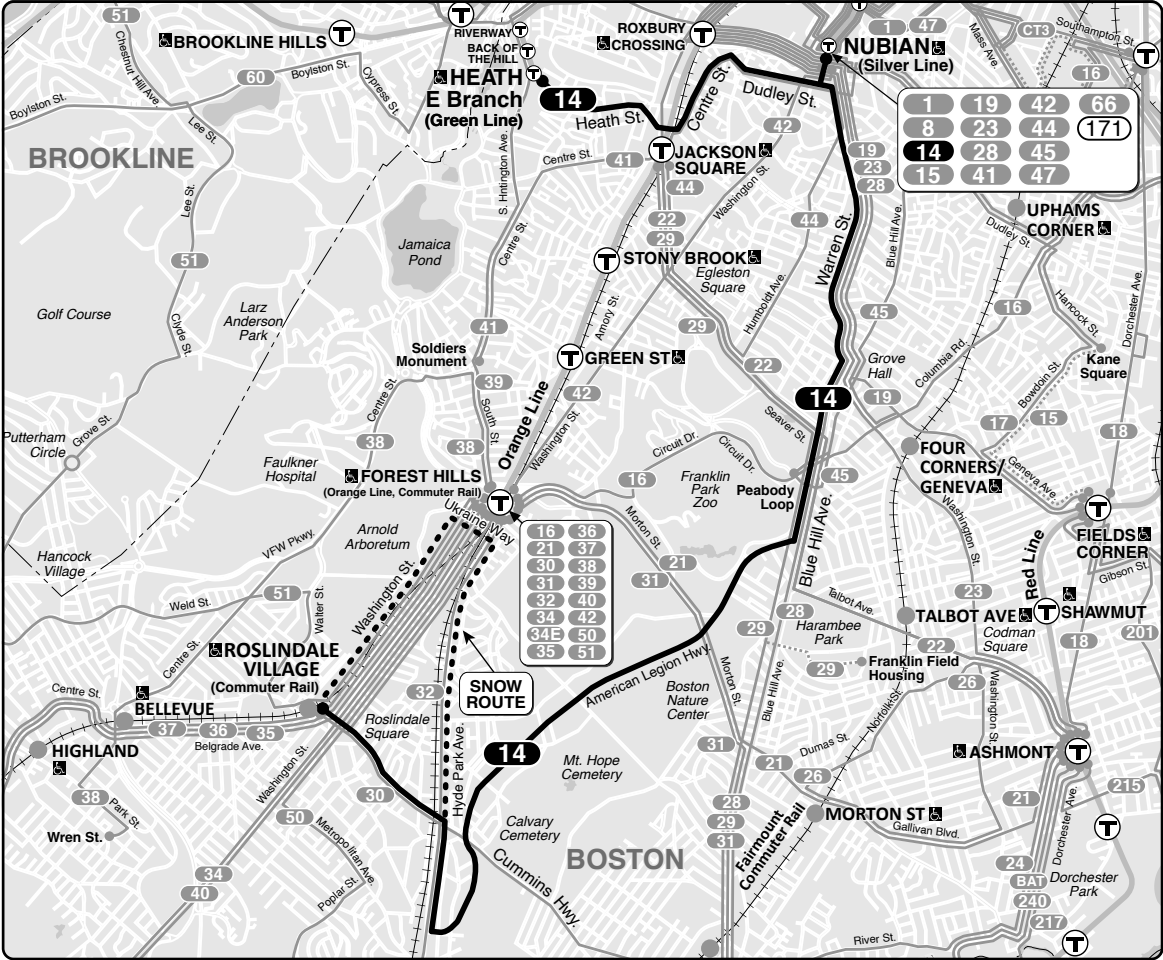 51
BROOKLINE HILLS
T
T
RIVERWAY
T
BACK OF
THE HILL
T
HEATH
T
E Branch
(Green Line)
14
Heath St.
ROXBURY
CROSSING
T
Centre St.
Dudley St.
T
T
NUBIAN
(Silver Line)
1
47
Mass Ave.
CT3
Southampton St.
T
16
1 19 42 66
8 23 44 171
14 28 45
15 41 47
Chestnut Hill Ave.
60
Boylston St.
Cypress St.
Boylston St.
Lee St.
BROOKLINE
Lee St.
51
S. Hntington Ave.
Centre St.
41
T
JACKSON
SQUARE
44
42
Washington St.
19
23
28
22
29
44
Warren St.
Blue Hill Ave.
UPHAMS
CORNER
Dudley St.
Jamaica
Pond
Centre St.
T
STONY BROOK
Egleston
Square
Humboldt Ave.
Golf Course
Larz
Anderson
Park
Clyde St.
41
Amory St.
29
45
16
Hancock St.
Dorchester Ave.
Soldiers
Monument
T
GREEN ST
22
Grove
Hall
Columbia Rd.
Kane
Square
39
42
14
19
Bowdoin St.
Centre St.
South St.
Orange Line
Washington St.
Seaver St.
17
15
18
Putterham
Circle
Grove St.
38
38
Circuit Dr.
Circuit Dr.
Faulkner
Hospital
FOREST HILLS
(Orange Line, Commuter Rail)
T
16
Franklin
Park
Zoo
Peabody
Loop
45
FOUR
CORNERS/
GENEVA
Geneva Ave.
T
FIELDS
CORNER
Ukraine Way
Arnold
Arboretum
Morton St.
Blue Hill Ave.
Washington St.
Red Line
Gibson St.
16 36
21 37
30 38
31 39
32 40
34 42
34E 50
35 51
Hancock
Village
VFW Pkwy.
Washington St.
21
31
Talbot Ave.
23
Weld St.
51
Walter St.
28
29
Harambee
Park
TALBOT AVE
T
SHAWMUT
Codman
Square
18
201
Centre St.
ROSLINDALE
VILLAGE
(Commuter Rail)
22
29
Franklin Field
Housing
American Legion Hwy.
SNOW
ROUTE
32
Boston
Nature
Center
Morton St.
Blue Hill Ave.
26
Norfolk St.
Washington St.
Centre St.
BELLEVUE
37
36
35
Belgrade Ave.
Roslindale
Square
HIGHLAND
Washington St.
Hyde Park Ave.
14
Mt. Hope
Cemetery
31
Dumas St.
21
26
ASHMONT
T
38
Park St.
Wren St.
30
50
Metropolitan Ave.
Calvary
Cemetery
28
29
31
MORTON ST
Gallivan Blvd.
21
215
T
Dorchester Ave.
Fairmount
Commuter Rail
BOSTON
Cummins Hwy.
34
40
Poplar St.
24
BAT
240
217
Dorchester
Park
River St.
T